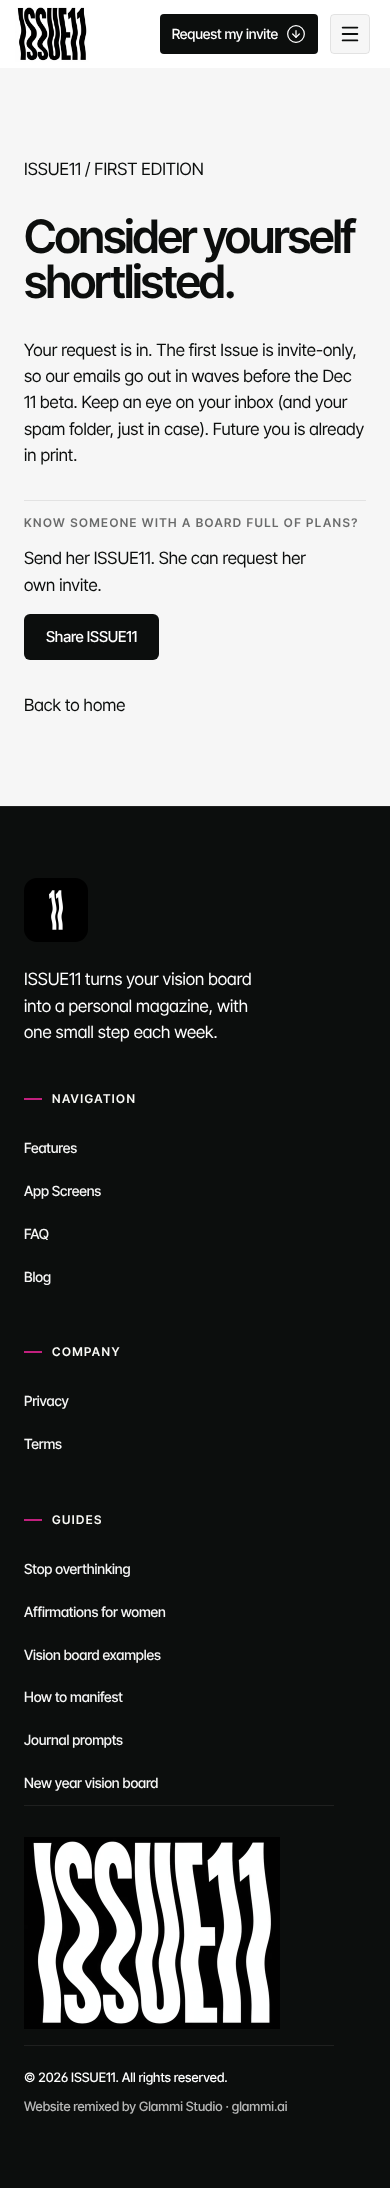 ISSUE11
Request my invite
ISSUE11 / FIRST EDITION
Consider yourself
shortlisted.
Your request is in. The first Issue is invite-only,
so our emails go out in waves before the Dec
11 beta. Keep an eye on your inbox (and your
spam folder, just in case). Future you is already
in print.
KNOW SOMEONE WITH A BOARD FULL OF PLANS?
Send her ISSUE11. She can request her
own invite.
Share ISSUE11
Back to home
11
ISSUE11 turns your vision board
into a personal magazine, with
one small step each week.
NAVIGATION
Features
App Screens
FAQ
Blog
COMPANY
Privacy
Terms
GUIDES
Stop overthinking
Affirmations for women
Vision board examples
How to manifest
Journal prompts
New year vision board
ISSUE11
© 2026 ISSUE11. All rights reserved.
Website remixed by Glammi Studio · glammi.ai